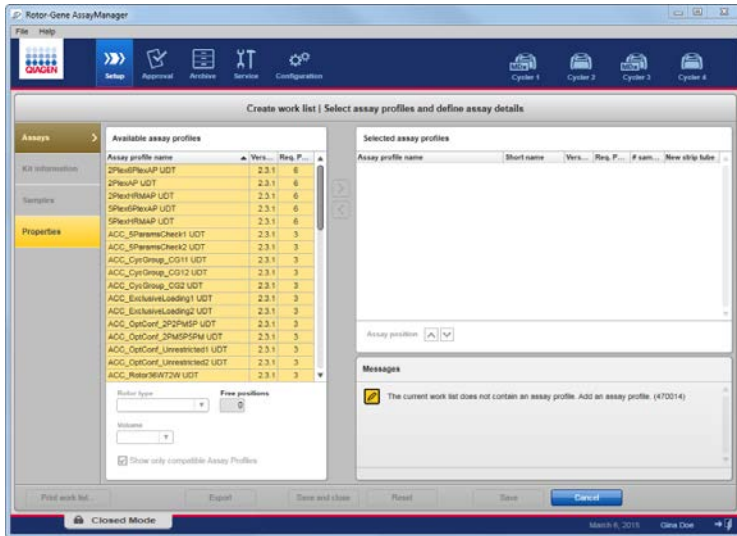 Rotor-Gene AssayManager
File Help
QIAGEN
Setup Approval Archive Service Configuration Cycler 1 Cycler 2 Cycler 3 Cycler 4
Create work list | Select assay profiles and define assay details
Assays
Kit information
Samples
Properties
Available assay profiles
Assay profile name Vers... Req. P...
2Plex6PlexAP UDT 2.3.1 6
2PlexAP UDT 2.3.1 6
2PlexHRMAP UDT 2.3.1 6
5Plex6PlexAP UDT 2.3.1 6
5PlexHRMAP UDT 2.3.1 6
ACC_5ParamsCheck1 UDT 2.3.1 3
ACC_5ParamsCheck2 UDT 2.3.1 3
ACC_CycGroup_CG11 UDT 2.3.1 3
ACC_CycGroup_CG12 UDT 2.3.1 3
ACC_CycGroup_CG2 UDT 2.3.1 3
ACC_ExclusiveLoading1 UDT 2.3.1 3
ACC_ExclusiveLoading2 UDT 2.3.1 3
ACC_OptConf_2P2PM5P UDT 2.3.1 3
ACC_OptConf_2PM5P5PM UDT 2.3.1 3
ACC_OptConf_Unrestricted1 UDT 2.3.1 3
ACC_OptConf_Unrestricted2 UDT 2.3.1 3
ACC_Rotor36W72W UDT 2.3.1 3
Rotor type Free positions
0
Volume
Show only compatible Assay Profiles
Selected assay profiles
Assay profile name Short name Vers... Req. P... # sam... New strip tube
Assay position
Messages
The current work list does not contain an assay profile. Add an assay profile. (470014)
Print work list... Export Save and close Reset Save Cancel
Closed Mode March 6, 2015 Gina Doe